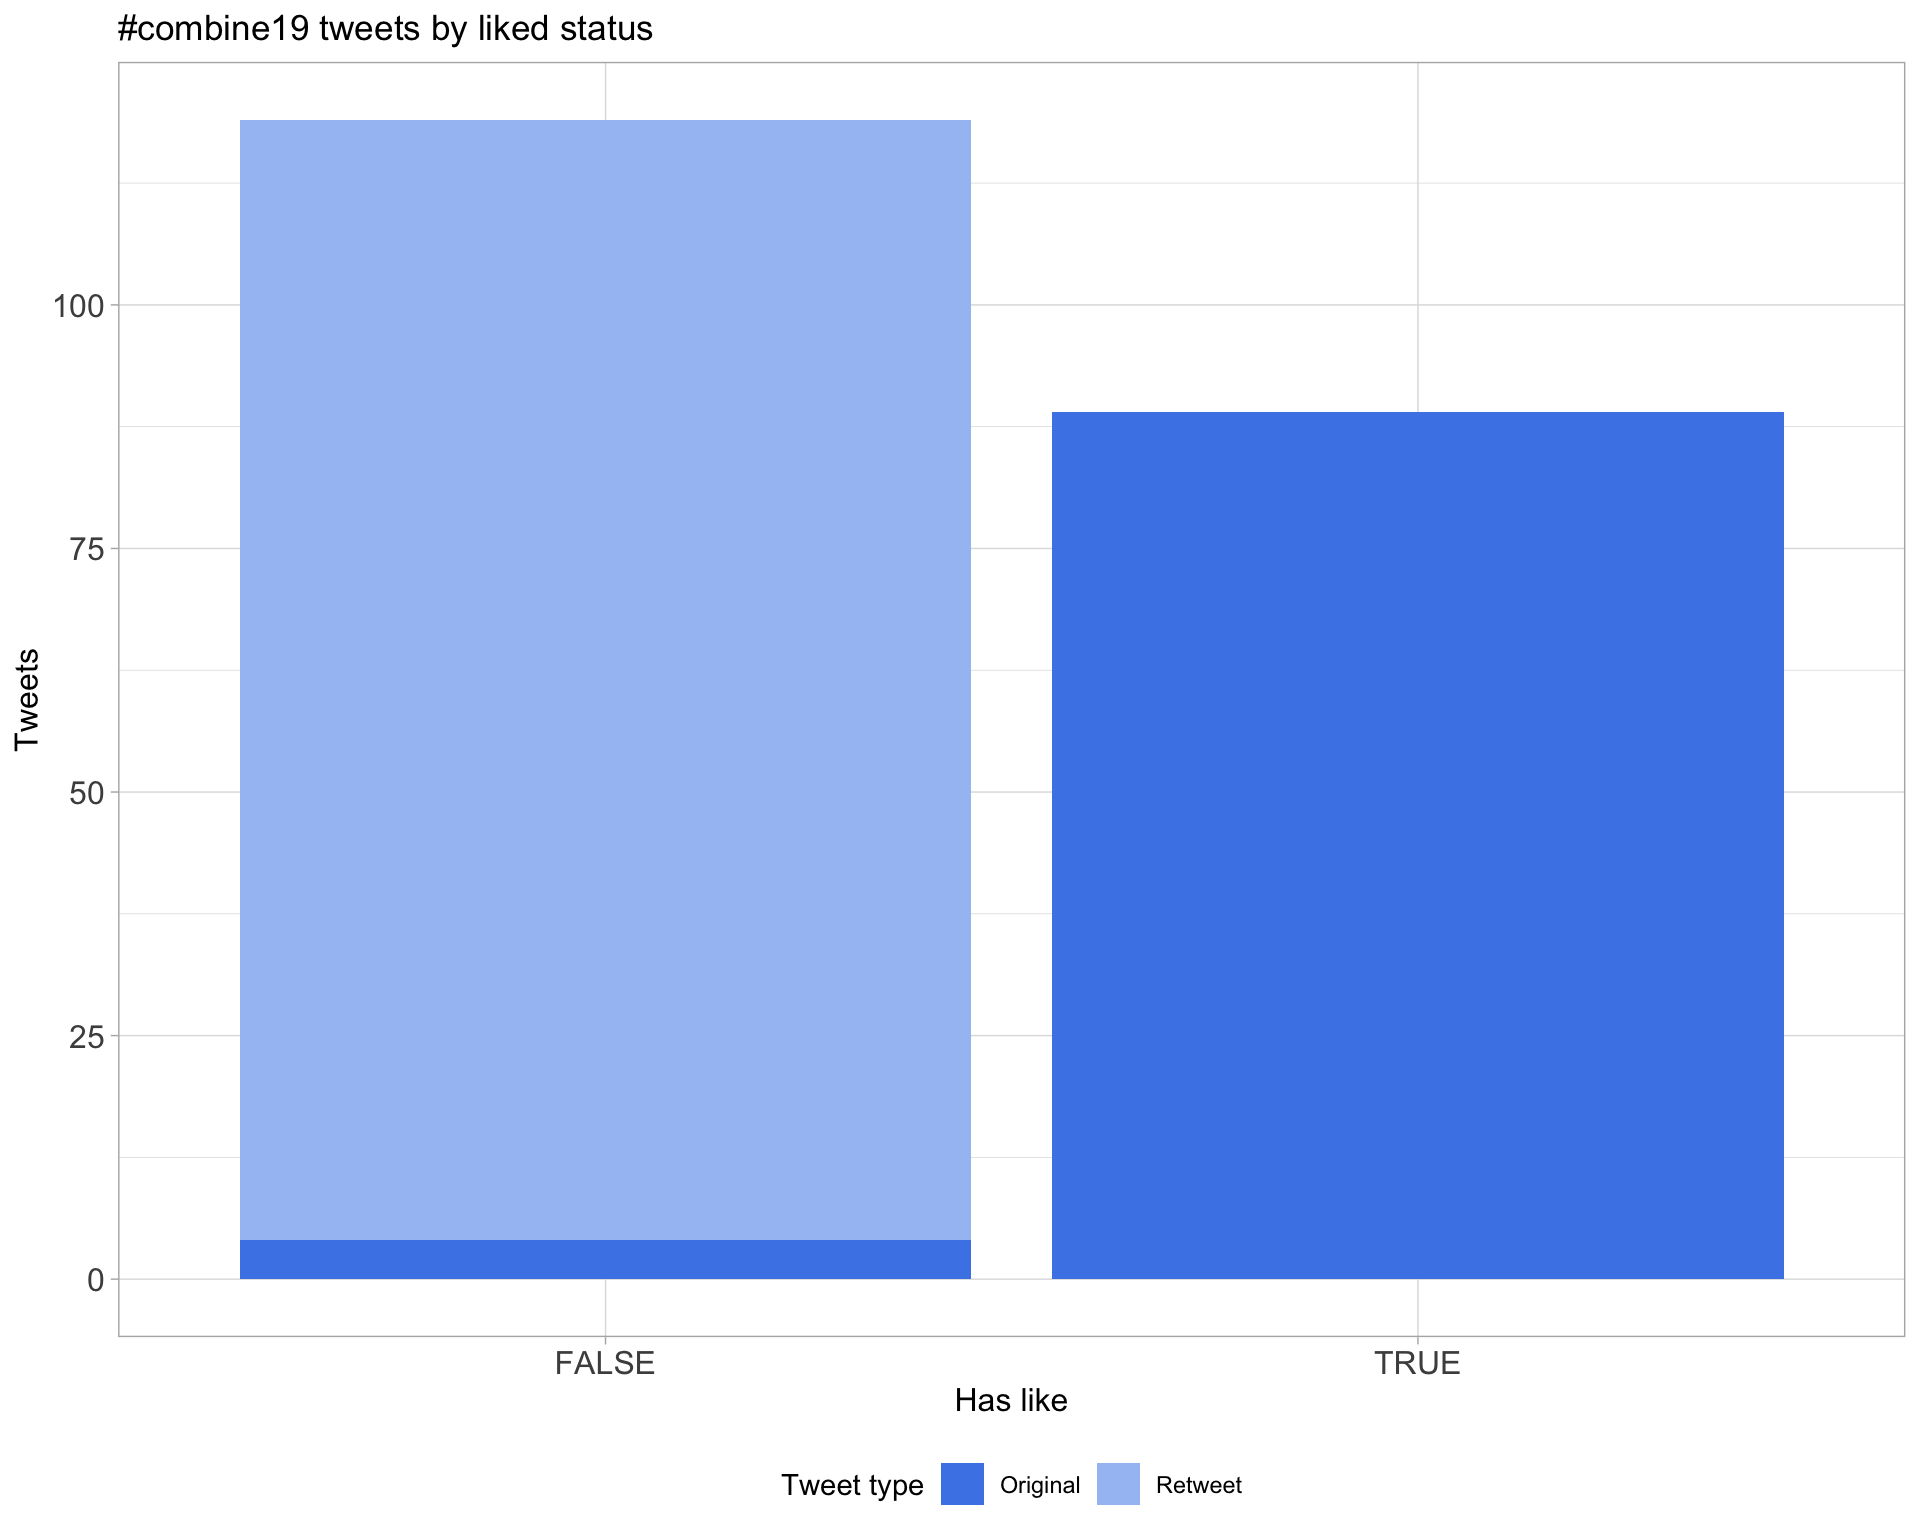 #combine19 tweets by liked status
100
75
50
25
0
Tweets
FALSE
TRUE
Has like
Tweet type
Original
Retweet